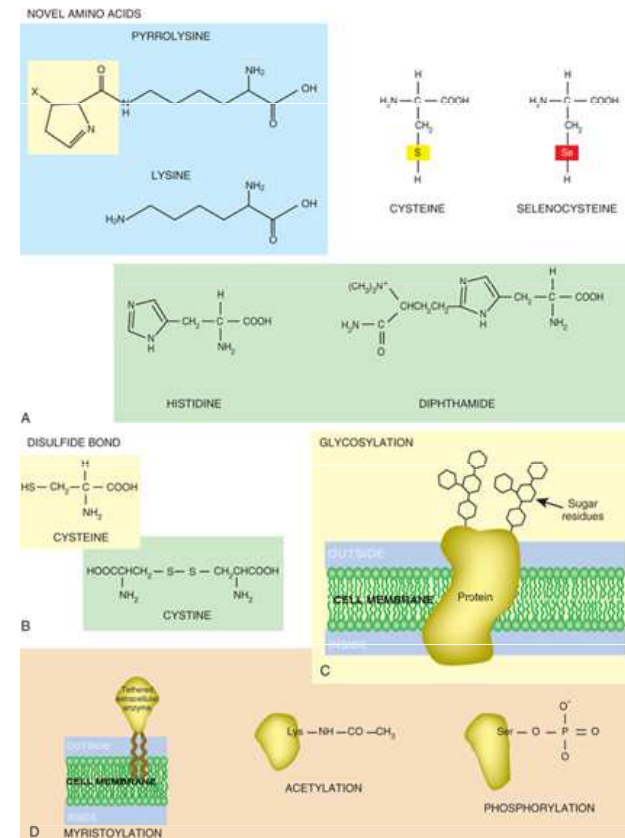 NOVEL AMINO ACIDS
PYRROLYSINE
O
NH₂
X
N
H
OH
N
O
LYSINE
NH₂
OH
H₂N
O
H
H₂N — C — COOH
CH₂
S
H
CYSTEINE
H
H₂N — C — COOH
CH₂
Se
H
SELENOCYSTEINE
N
H
CH₂ — C — COOH
N
H
NH₂
HISTIDINE
(CH₃)₃N⁺
N
H
CHCH₂CH₂
CH₂ — C — COOH
H₂N — C
N
H
NH₂
O
DIPHTHAMIDE
A
DISULFIDE BOND
H
HS — CH₂ — C — COOH
NH₂
CYSTEINE
HOOCCHCH₂ — S — S — CH₂CHCOOH
NH₂
NH₂
CYSTINE
B
GLYCOSYLATION
Sugar
residues
OUTSIDE
CELL MEMBRANE
Protein
INSIDE
C
Tethered
extracellular
enzyme
OUTSIDE
CELL MEMBRANE
INSIDE
D
MYRISTOYLATION
Lys — NH — CO — CH₃
ACETYLATION
O⁻
Ser — O — P = O
O
PHOSPHORYLATION